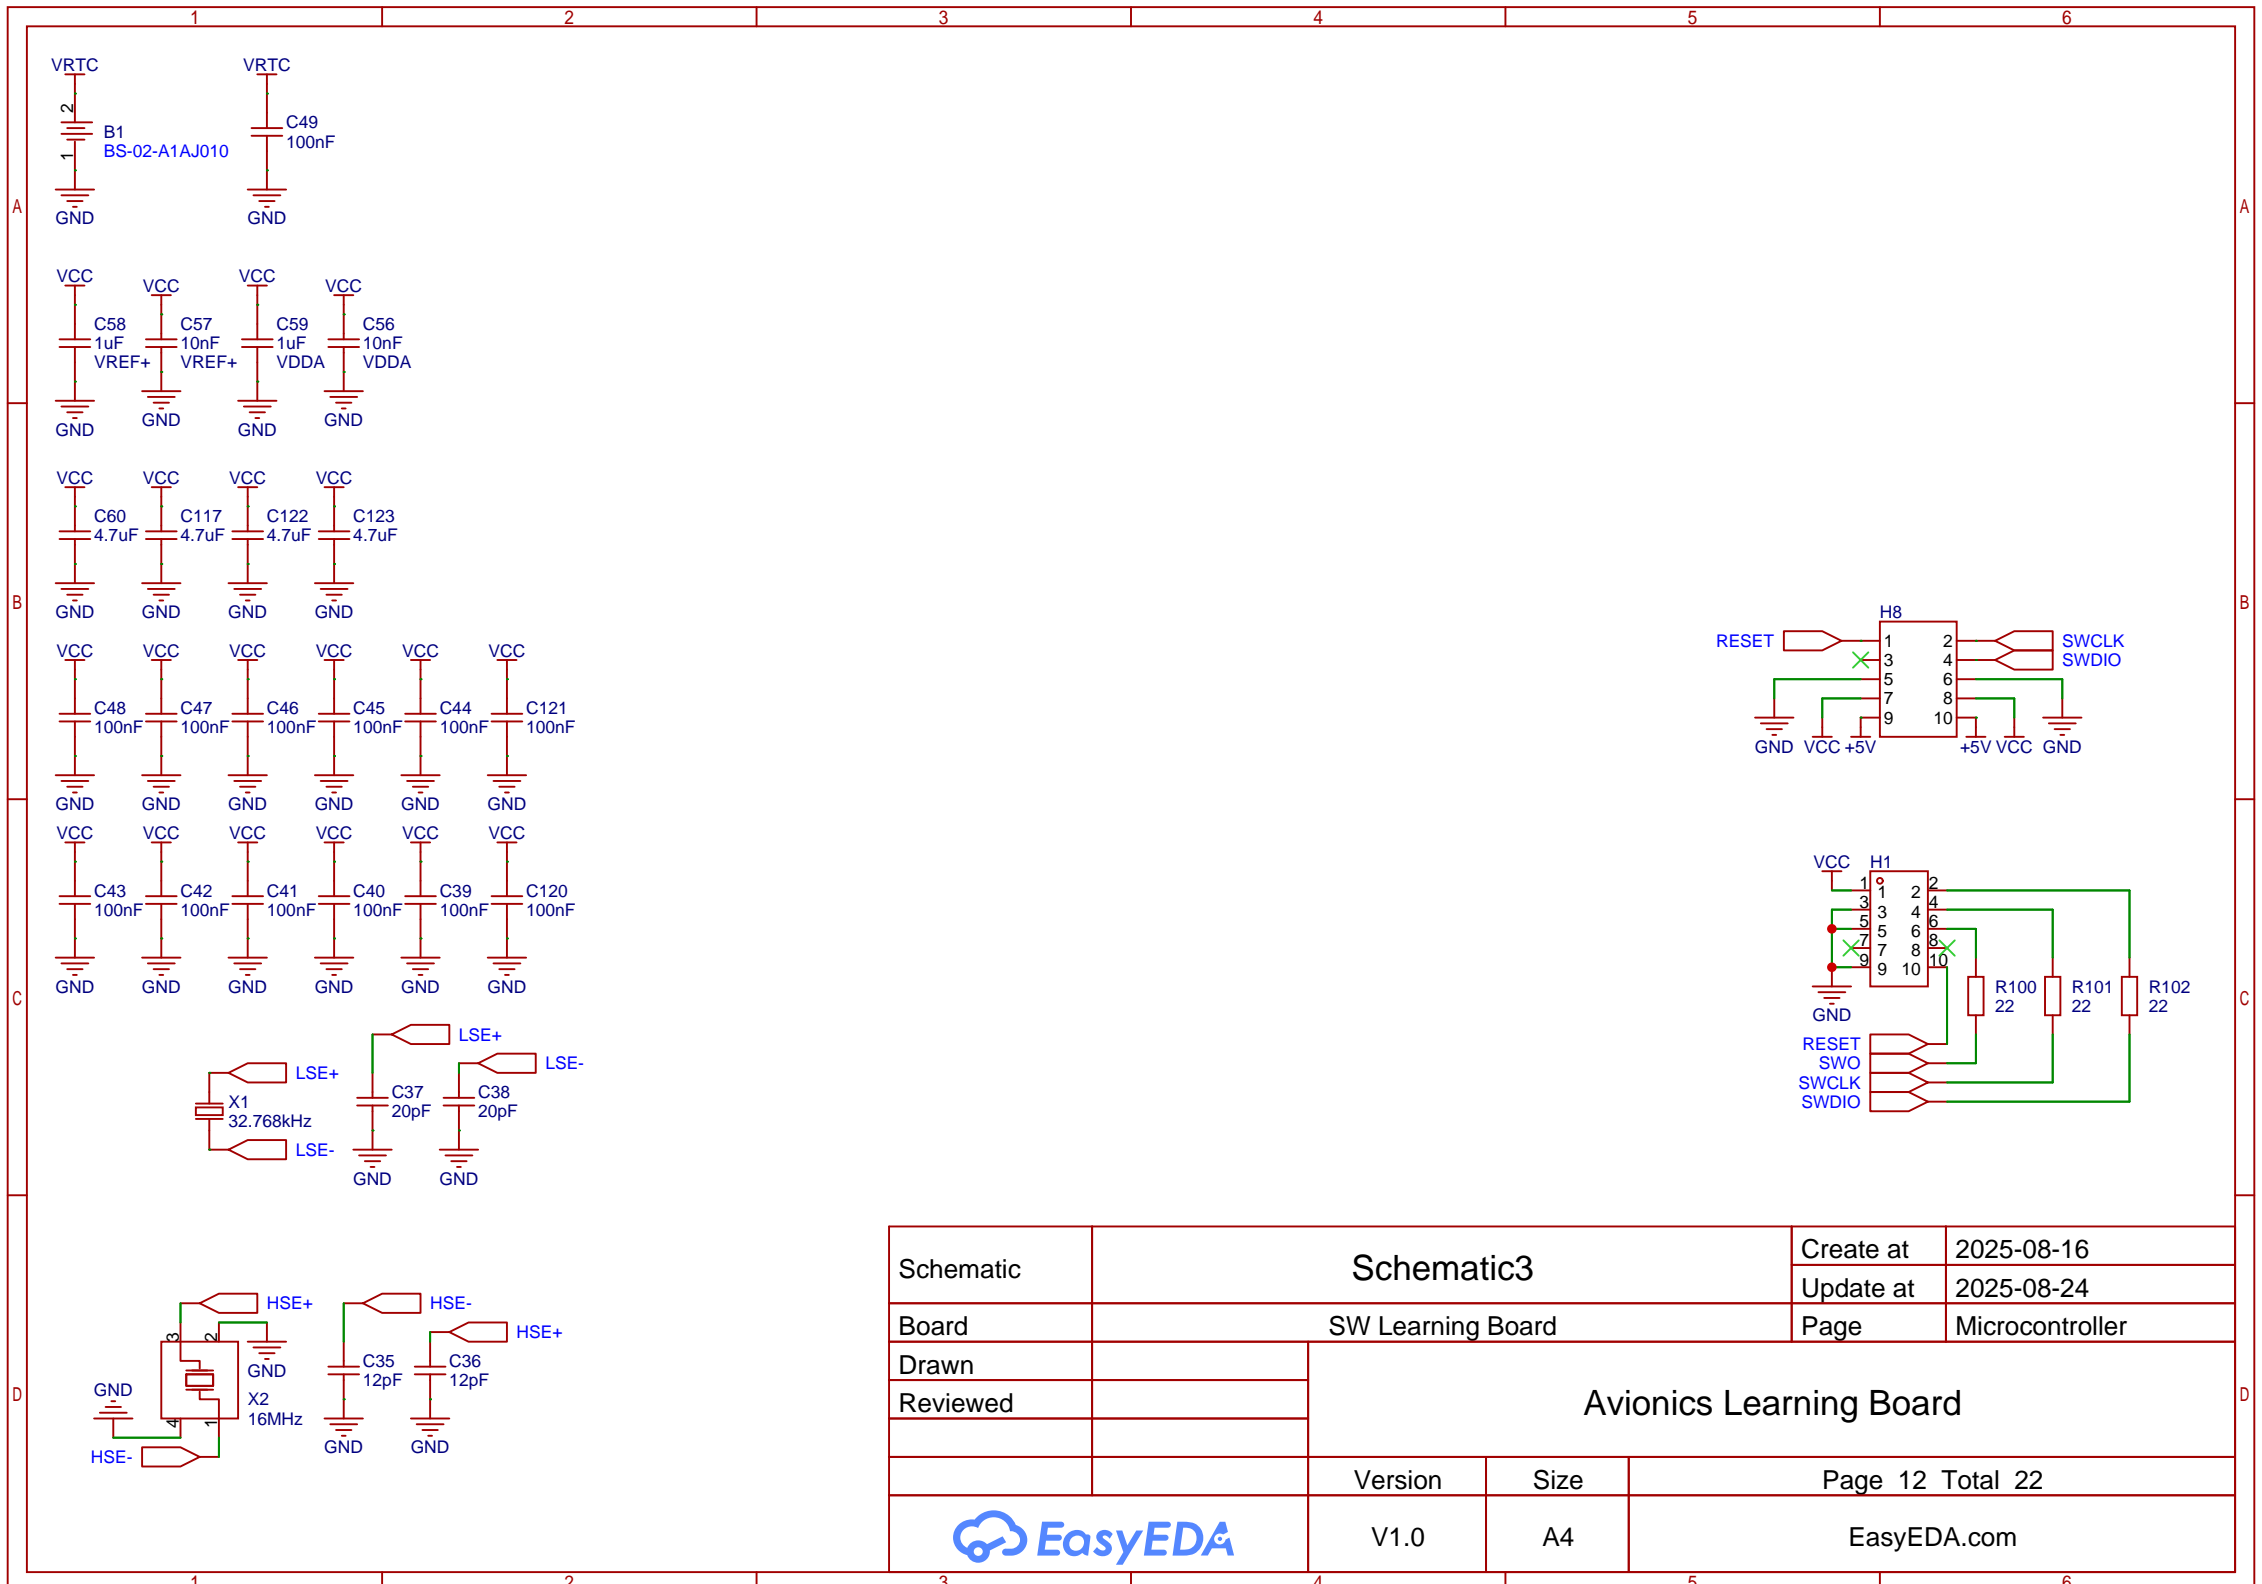 1 2 3 4 5 6
A A
B B
C C
D D
VRTC VRTC
2
B1
BS-02-A1AJ010
1
C49
100nF
GND GND
VCC VCC VCC VCC
C58 C57 C59 C56
1uF 10nF 1uF 10nF
VREF+ VREF+ VDDA VDDA
GND GND GND GND
VCC VCC VCC VCC
C60 C117 C122 C123
4.7uF 4.7uF 4.7uF 4.7uF
GND GND GND GND
VCC VCC VCC VCC VCC VCC
C48 C47 C46 C45 C44 C121
100nF 100nF 100nF 100nF 100nF 100nF
GND GND GND GND GND GND
VCC VCC VCC VCC VCC VCC
C43 C42 C41 C40 C39 C120
100nF 100nF 100nF 100nF 100nF 100nF
GND GND GND GND GND GND
LSE+
X1
32.768kHz
LSE-
LSE+
LSE-
C37 C38
20pF 20pF
GND GND
HSE+
3 2
GND
GND
X2
16MHz
4 1
HSE-
HSE-
HSE+
C35 C36
12pF 12pF
GND GND
H8
RESET 1 2 SWCLK
3 4 SWDIO
5 6
7 8
9 10
GND VCC +5V +5V VCC GND
VCC H1
1 1 2 2
3 3 4 4
5 5 6 6
7 7 8 8
9 9 10 10
GND
R100 R101 R102
22 22 22
RESET
SWO
SWCLK
SWDIO
Schematic Schematic3 Create at 2025-08-16
Update at 2025-08-24
Board SW Learning Board Page Microcontroller
Drawn
Reviewed
Avionics Learning Board
Version Size Page 12 Total 22
EasyEDA V1.0 A4 EasyEDA.com
1 2 3 4 5 6